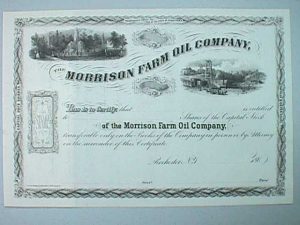 THE MORRISON FARM OIL COMPANY,
This is to Certify, that is entitled
to Shares of the Capital Stock
of the Morrison Farm Oil Company,
transferable only on the Books of the Company in person or by Attorney
on the surrender of this Certificate.
Rochester N.Y. 186